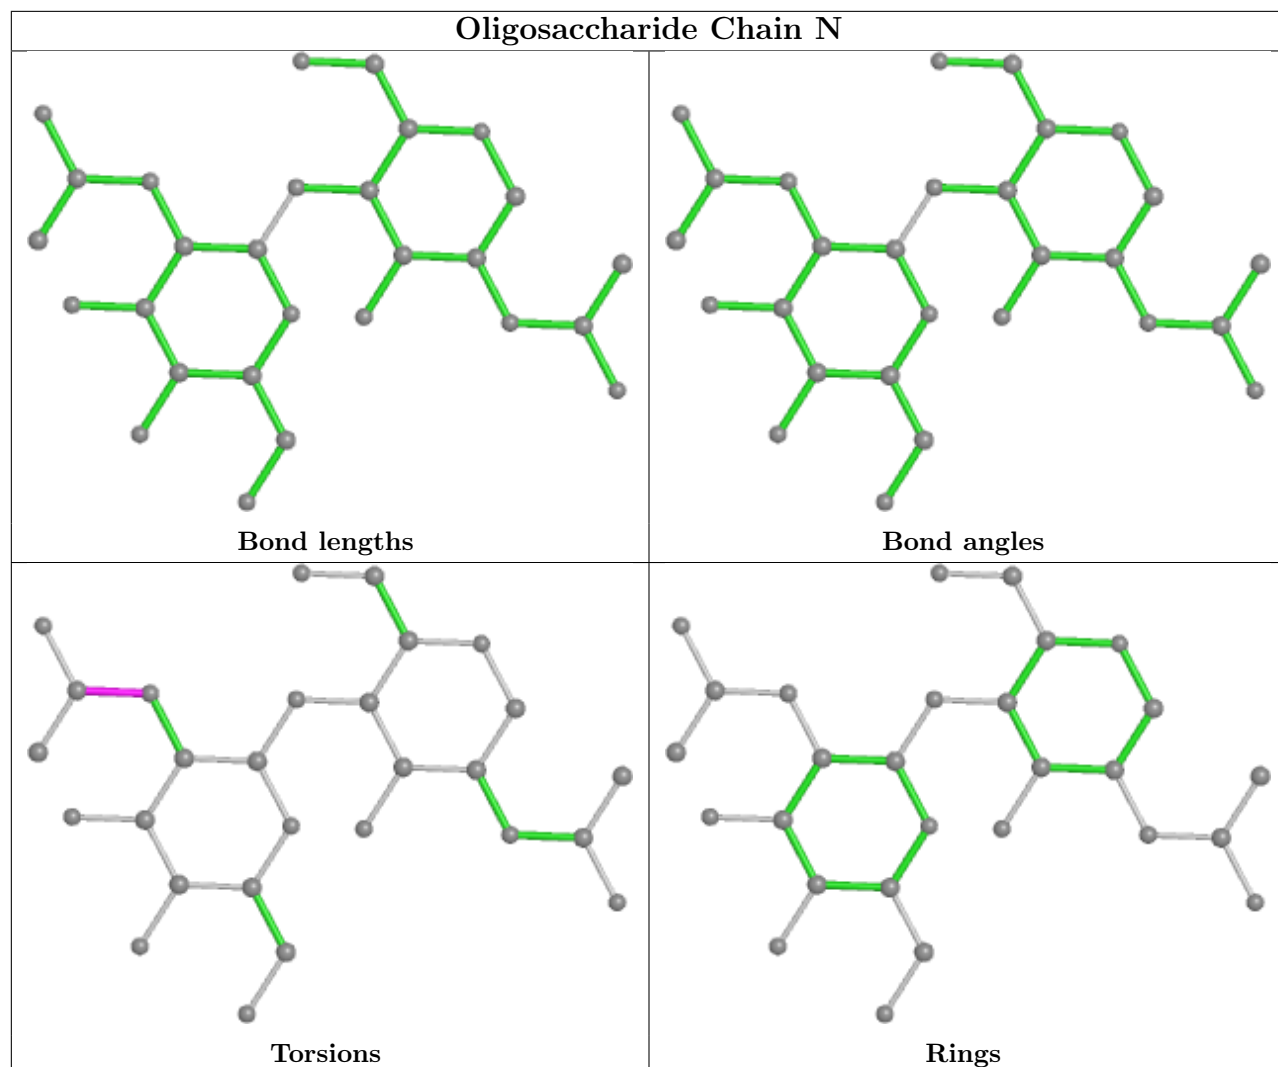 Oligosaccharide Chain N
Bond lengths
Bond angles
Torsions
Rings